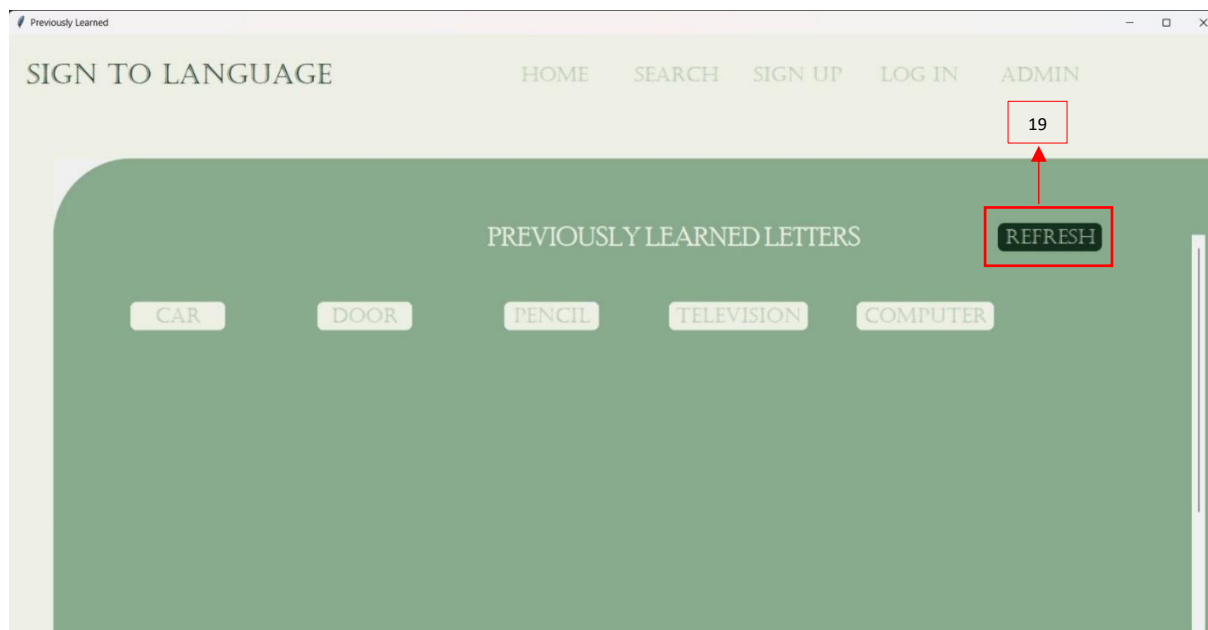 Previously Learned
SIGN TO LANGUAGE HOME SEARCH SIGN UP LOG IN ADMIN
19
PREVIOUSLY LEARNED LETTERS REFRESH
CAR DOOR PENCIL TELEVISION COMPUTER